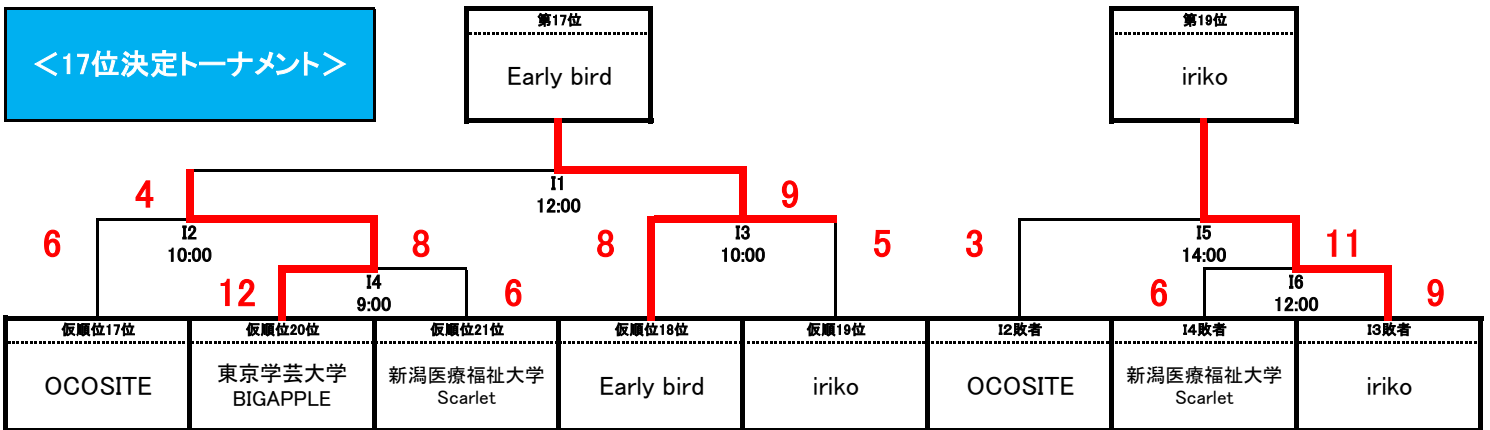 ＜17位決定トーナメント＞
第17位
Early bird
第19位
iriko
4
I1
12:00
9
6
I2
10:00
8
8
I3
10:00
5
3
I5
14:00
11
12
I4
9:00
6
6
I6
12:00
9
仮順位17位
OCOSITE
仮順位20位
東京学芸大学
BIGAPPLE
仮順位21位
新潟医療福祉大学
Scarlet
仮順位18位
Early bird
仮順19位
iriko
I2敗者
OCOSITE
I4敗者
新潟医療福祉大学
Scarlet
I3敗者
iriko